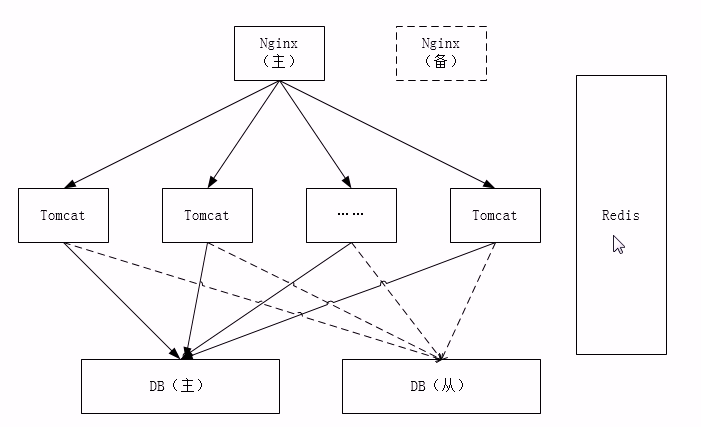 Nginx
（主）
Nginx
（备）
Tomcat
Tomcat
……
Tomcat
Redis
DB（主）
DB（从）